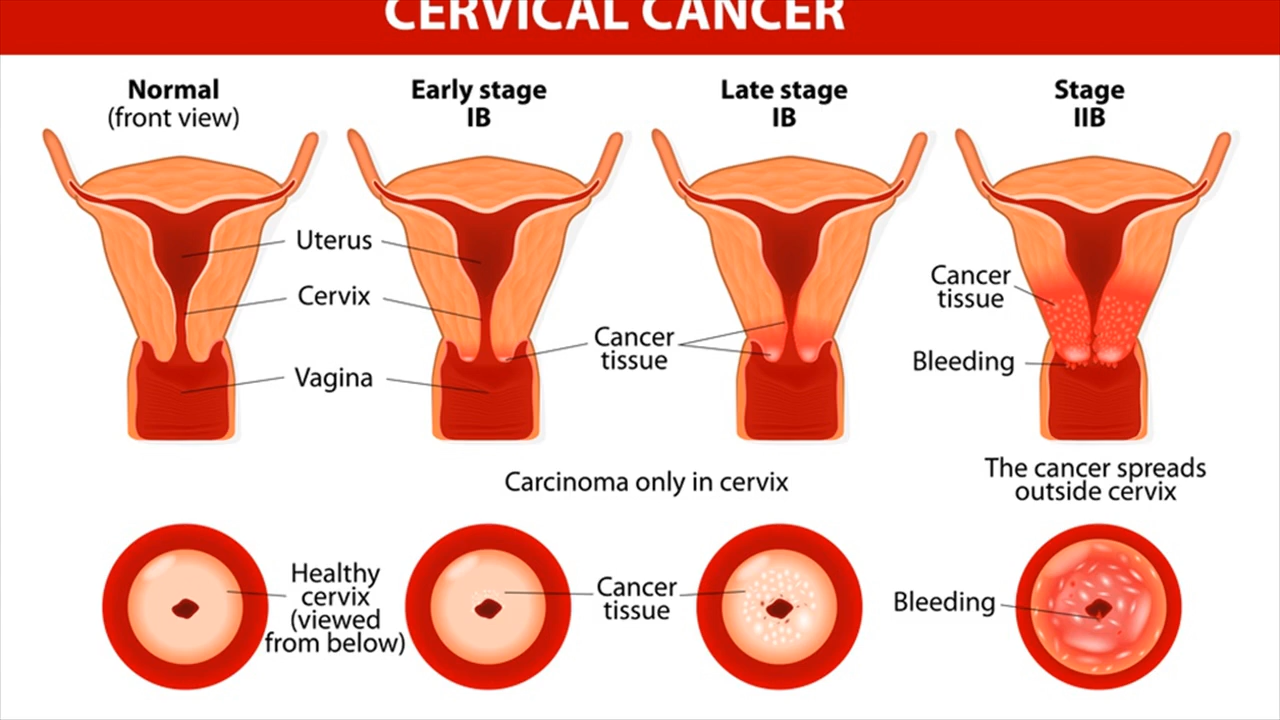 CERVICAL CANCER
Normal
(front view)
Early stage
IB
Late stage
IB
Stage
IIB
Uterus
Cervix
Vagina
Cancer
tissue
Cancer
tissue
Bleeding
Carcinoma only in cervix
The cancer spreads
outside cervix
Healthy
cervix
(viewed
from below)
Cancer
tissue
Bleeding